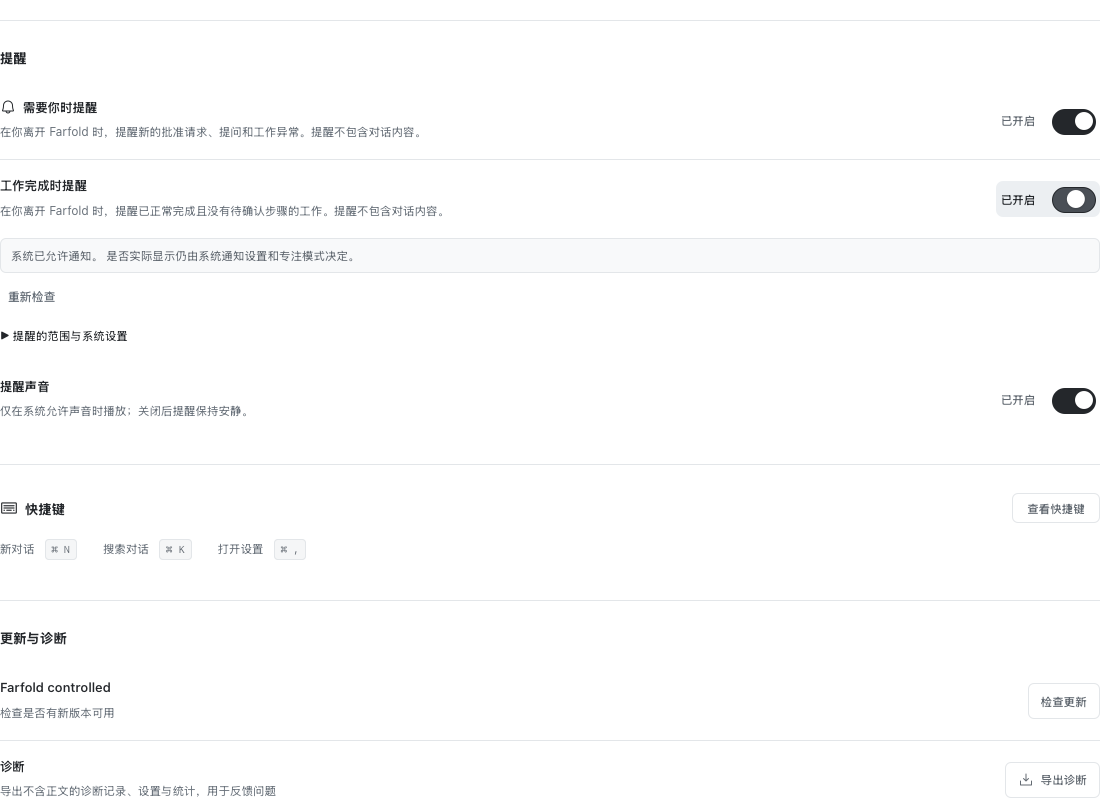 提醒
需要你时提醒
在你离开 Farfold 时，提醒新的批准请求、提问和工作异常。提醒不包含对话内容。
已开启
工作完成时提醒
在你离开 Farfold 时，提醒已正常完成且没有待确认步骤的工作。提醒不包含对话内容。
已开启
系统已允许通知。 是否实际显示仍由系统通知设置和专注模式决定。
重新检查
提醒的范围与系统设置
提醒声音
仅在系统允许声音时播放；关闭后提醒保持安静。
已开启
快捷键
查看快捷键
新对话 ⌘ N 搜索对话 ⌘ K 打开设置 ⌘ ,
更新与诊断
Farfold controlled
检查是否有新版本可用
检查更新
诊断
导出不含正文的诊断记录、设置与统计，用于反馈问题
导出诊断